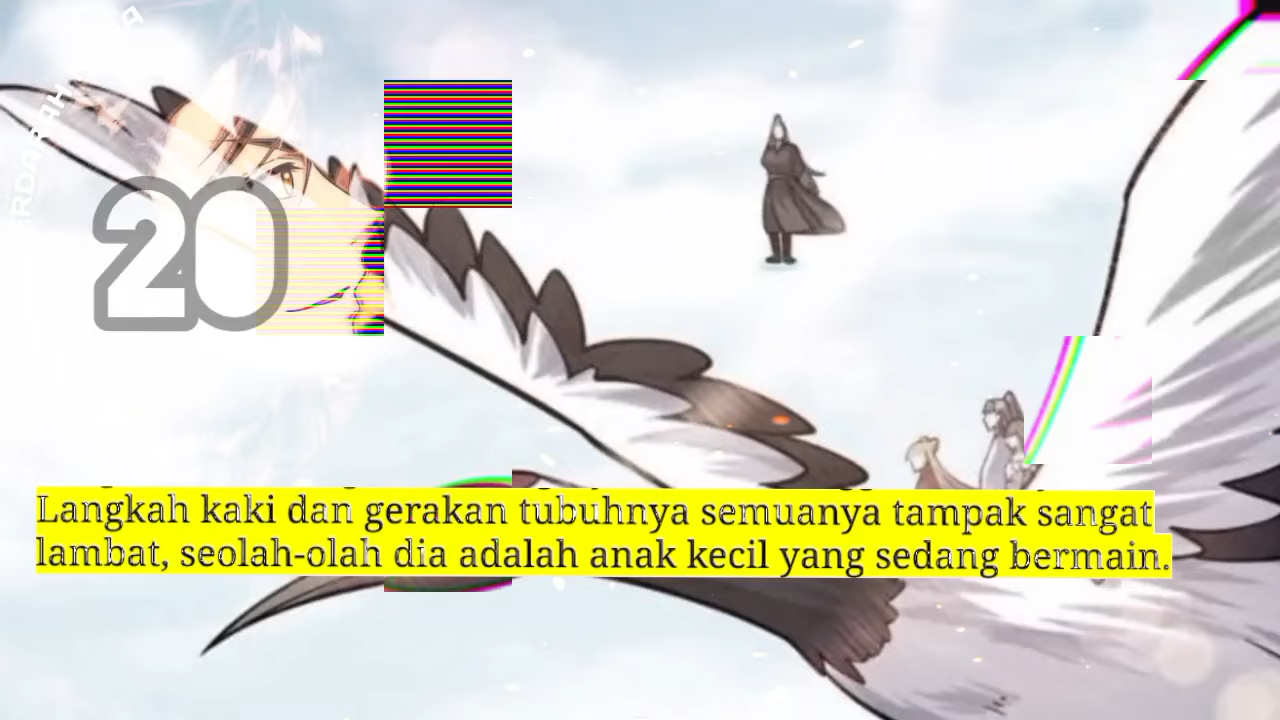 20
Langkah kaki dan gerakan tubuhnya semuanya tampak sangat
lambat, seolah-olah dia adalah anak kecil yang sedang bermain.